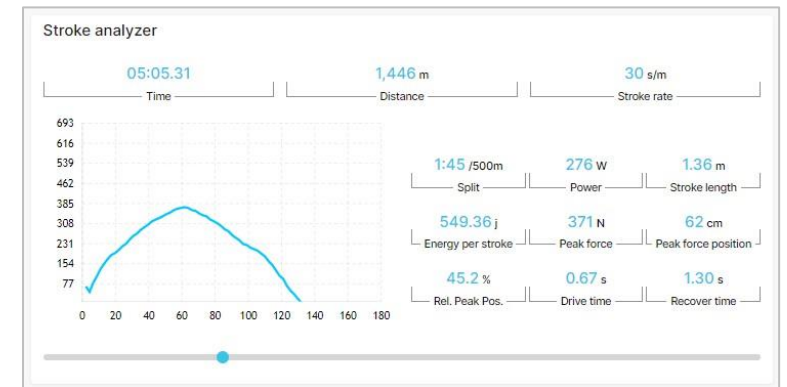 Stroke analyzer
05:05.31 1,446 m 30 s/m
Time Distance Stroke rate
693
616
539
462
385
308
231
154
77
0 20 40 60 80 100 120 140 160 180
1:45 /500m 276 W 1.36 m
Split Power Stroke length
549.36 j 371 N 62 cm
Energy per stroke Peak force Peak force position
45.2 % 0.67 s 1.30 s
Rel. Peak Pos. Drive time Recover time